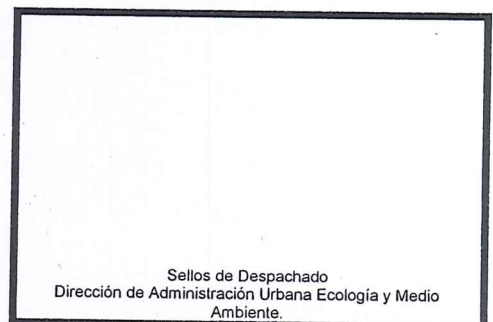 Sellos de Despachado
Dirección de Administración Urbana Ecología y Medio
Ambiente.